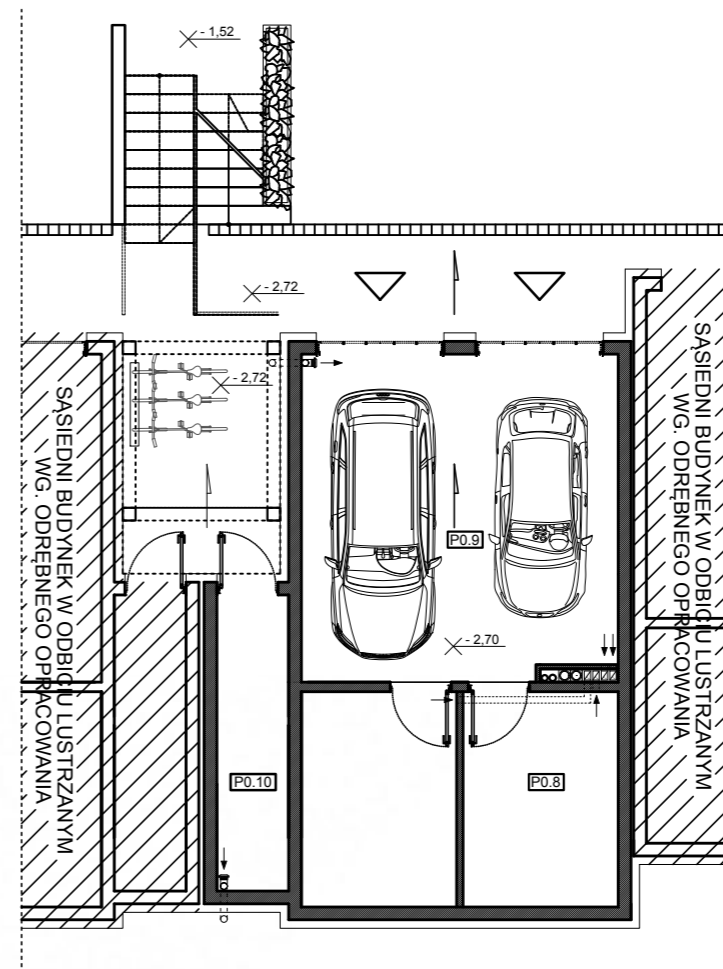 - 1,52
- 2,72
- 2,72
SĄSIEDNI BUDYNEK W ODBICIU LUSTRZANYM
WG. ODRĘBNEGO OPRACOWANIA
P0.9
- 2,70
P0.10
P0.8
SĄSIEDNI BUDYNEK W ODBICIU LUSTRZANYM
WG. ODRĘBNEGO OPRACOWANIA